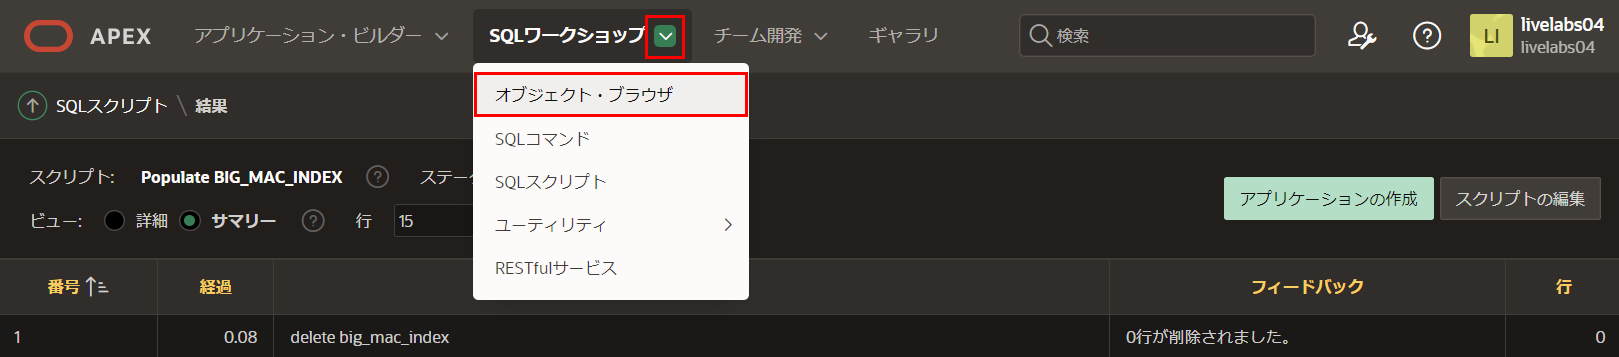 APEX
アプリケーション・ビルダー
SQLワークショップ
チーム開発
ギャラリ
検索
LI
livelabs04
livelabs04
オブジェクト・ブラウザ
SQLコマンド
SQLスクリプト
ユーティリティ
RESTfulサービス
SQLスクリプト \ 結果
スクリプト: Populate BIG_MAC_INDEX ? ステー
ビュー: 詳細 サマリー ? 行 15
アプリケーションの作成
スクリプトの編集
番号 経過 フィードバック 行
1 0.08 delete big_mac_index 0行が削除されました。 0